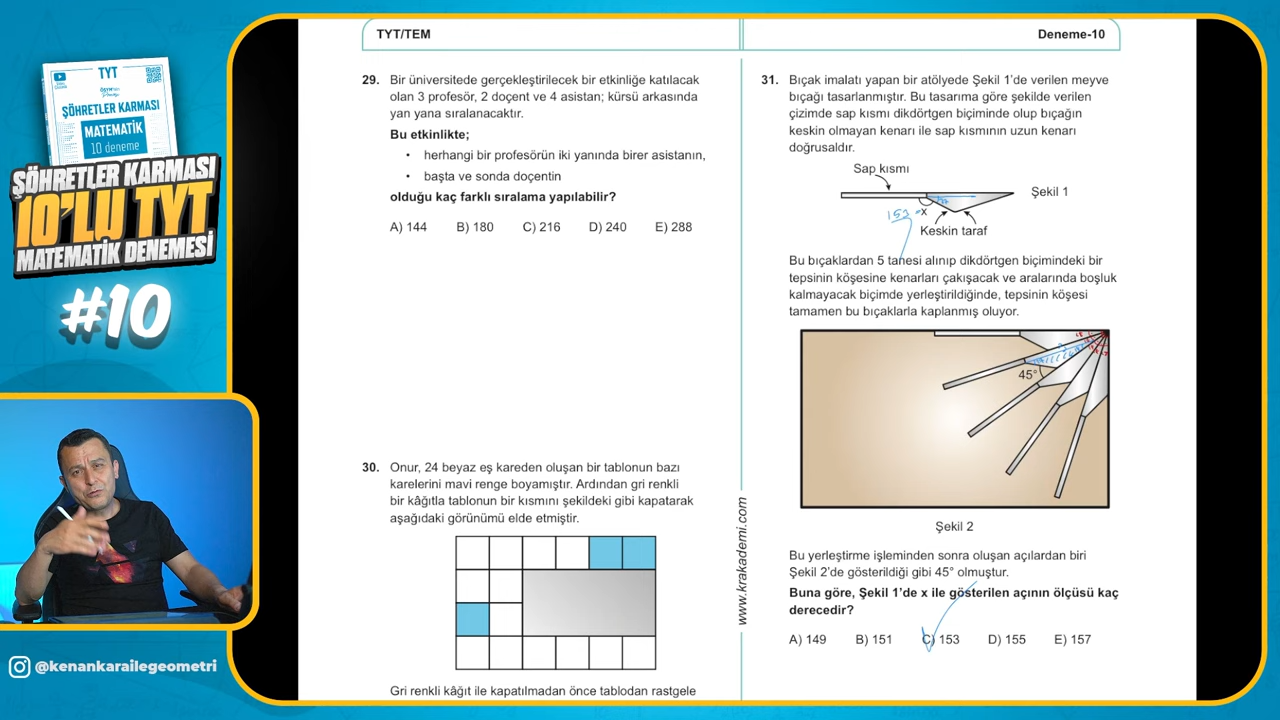 TYT
ŞÖHRETLER KARMASI
MATEMATİK
10 deneme
ŞÖHRETLER KARMASI
10'LU TYT
MATEMATİK DENEMESİ
#10
@kenankarailegeometri
TYT/TEM
Deneme-10
29. Bir üniversitede gerçekleştirilecek bir etkinliğe katılacak
olan 3 profesör, 2 doçent ve 4 asistan; kürsü arkasında
yan yana sıralanacaktır.
Bu etkinlikte;
• herhangi bir profesörün iki yanında birer asistanın,
• başta ve sonda doçentin
olduğu kaç farklı sıralama yapılabilir?
A) 144 B) 180 C) 216 D) 240 E) 288
30. Onur, 24 beyaz eş kareden oluşan bir tablonun bazı
karelerini mavi renge boyamıştır. Ardından gri renkli
bir kâğıtla tablonun bir kısmını şekildeki gibi kapatarak
aşağıdaki görünümü elde etmiştir.
Gri renkli kâğıt ile kapatılmadan önce tablodan rastgele
www.krakademi.com
31. Bıçak imalatı yapan bir atölyede Şekil 1'de verilen meyve
bıçağı tasarlanmıştır. Bu tasarıma göre şekilde verilen
çizimde sap kısmı dikdörtgen biçiminde olup bıçağın
keskin olmayan kenarı ile sap kısmının uzun kenarı
doğrusaldır.
Sap kısmı
Şekil 1
153 = x
Keskin taraf
Bu bıçaklardan 5 tanesi alınıp dikdörtgen biçimindeki bir
tepsinin köşesine kenarları çakışacak ve aralarında boşluk
kalmayacak biçimde yerleştirildiğinde, tepsinin köşesi
tamamen bu bıçaklarla kaplanmış oluyor.
45°
Şekil 2
Bu yerleştirme işleminden sonra oluşan açılardan biri
Şekil 2'de gösterildiği gibi 45° olmuştur.
Buna göre, Şekil 1'de x ile gösterilen açının ölçüsü kaç
derecedir?
A) 149 B) 151 C) 153 D) 155 E) 157